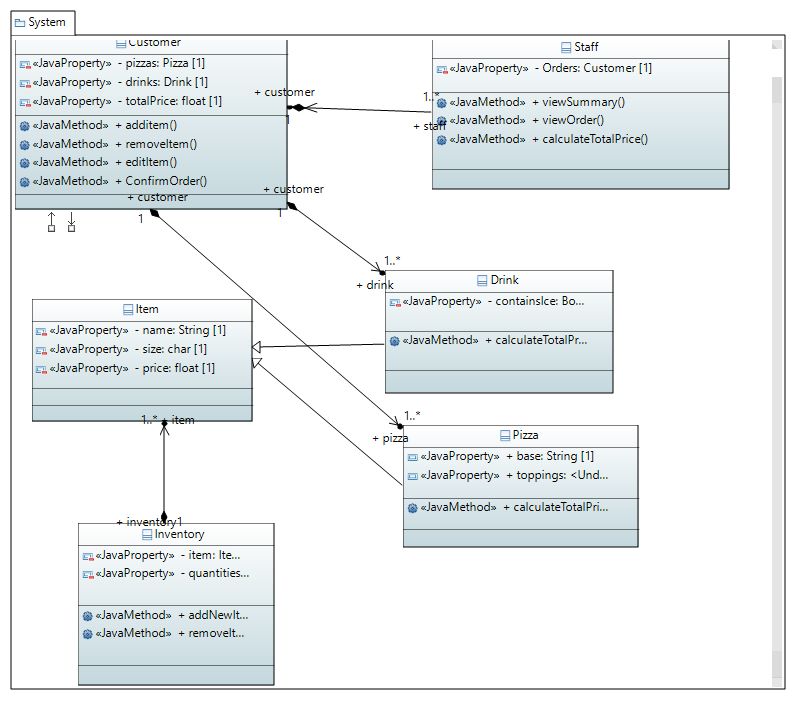 System
Customer
«JavaProperty» - pizzas: Pizza [1]
«JavaProperty» - drinks: Drink [1]
«JavaProperty» - totalPrice: float [1]
«JavaMethod» + additem()
«JavaMethod» + removeItem()
«JavaMethod» + editItem()
«JavaMethod» + ConfirmOrder()
Staff
«JavaProperty» - Orders: Customer [1]
«JavaMethod» + viewSummary()
«JavaMethod» + viewOrder()
«JavaMethod» + calculateTotalPrice()
+ customer
1
1..*
+ staff
+ customer
1
+ customer
1
1..*
+ drink
Drink
«JavaProperty» - containsIce: Bo...
«JavaMethod» + calculateTotalPr...
Item
«JavaProperty» - name: String [1]
«JavaProperty» - size: char [1]
«JavaProperty» - price: float [1]
1..* + item
1..*
+ pizza
Pizza
«JavaProperty» + base: String [1]
«JavaProperty» + toppings: <Und...
«JavaMethod» + calculateTotalPri...
+ inventory1
Inventory
«JavaProperty» - item: Ite...
«JavaProperty» - quantities...
«JavaMethod» + addNewIt...
«JavaMethod» + removeIt...